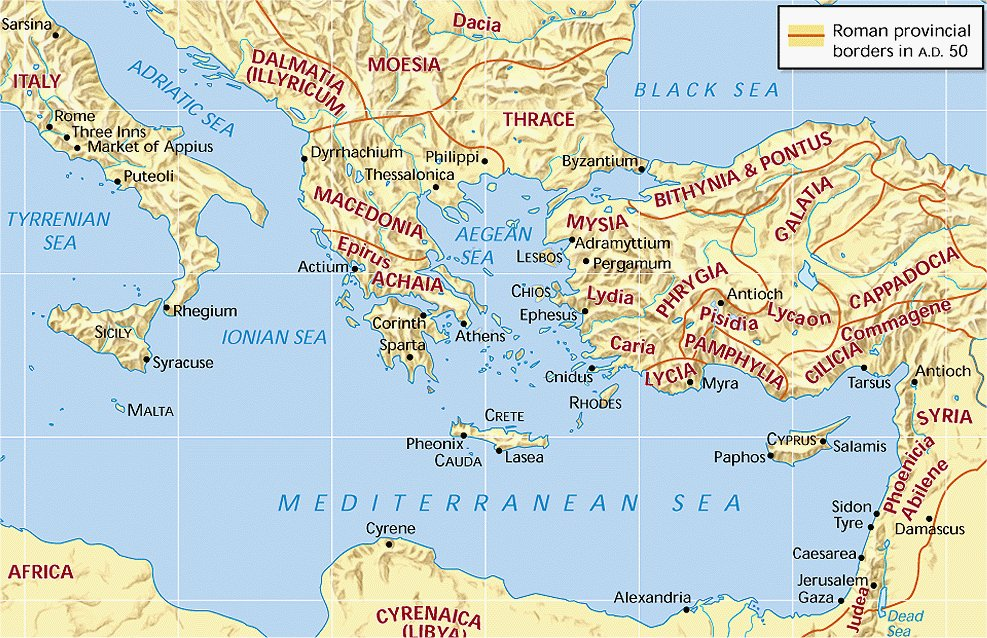 Sarsina
Dacia
Roman provincial
borders in A.D. 50
ITALY
ADRIATIC SEA
DALMATIA
(ILLYRICUM
MOESIA
BLACK SEA
Rome
Three Inns
Market of Appius
Puteoli
THRACE
Dyrrhachium
Philippi
Thessalonica
Byzantium
BITHYNIA & PONTUS
TYRRENIAN
SEA
MACEDONIA
AEGEAN
SEA
MYSIA
Adramyttium
Pergamum
GALATIA
Epirus
Actium
ACHAIA
LESBOS
CHIOS
Lydia
Ephesus
PHRYGIA
Antioch
Pisidia
Lycaon
CAPPADOCIA
Commagene
Rhegium
SICILY
Syracuse
IONIAN SEA
Corinth
Sparta
Athens
Caria
PAMPHYLIA
CILICIA
Cnidus
LYCIA
Myra
Tarsus
Antioch
MALTA
RHODES
SYRIA
CRETE
Pheonix
CAUDA
Lasea
CYPRUS
Salamis
Paphos
Phoenicia
Abilene
MEDITERRANEAN SEA
Sidon
Tyre
Damascus
Cyrene
Caesarea
AFRICA
Jerusalem
Gaza
Alexandria
Judea
Dead
Sea
CYRENAICA
(LIBYA)